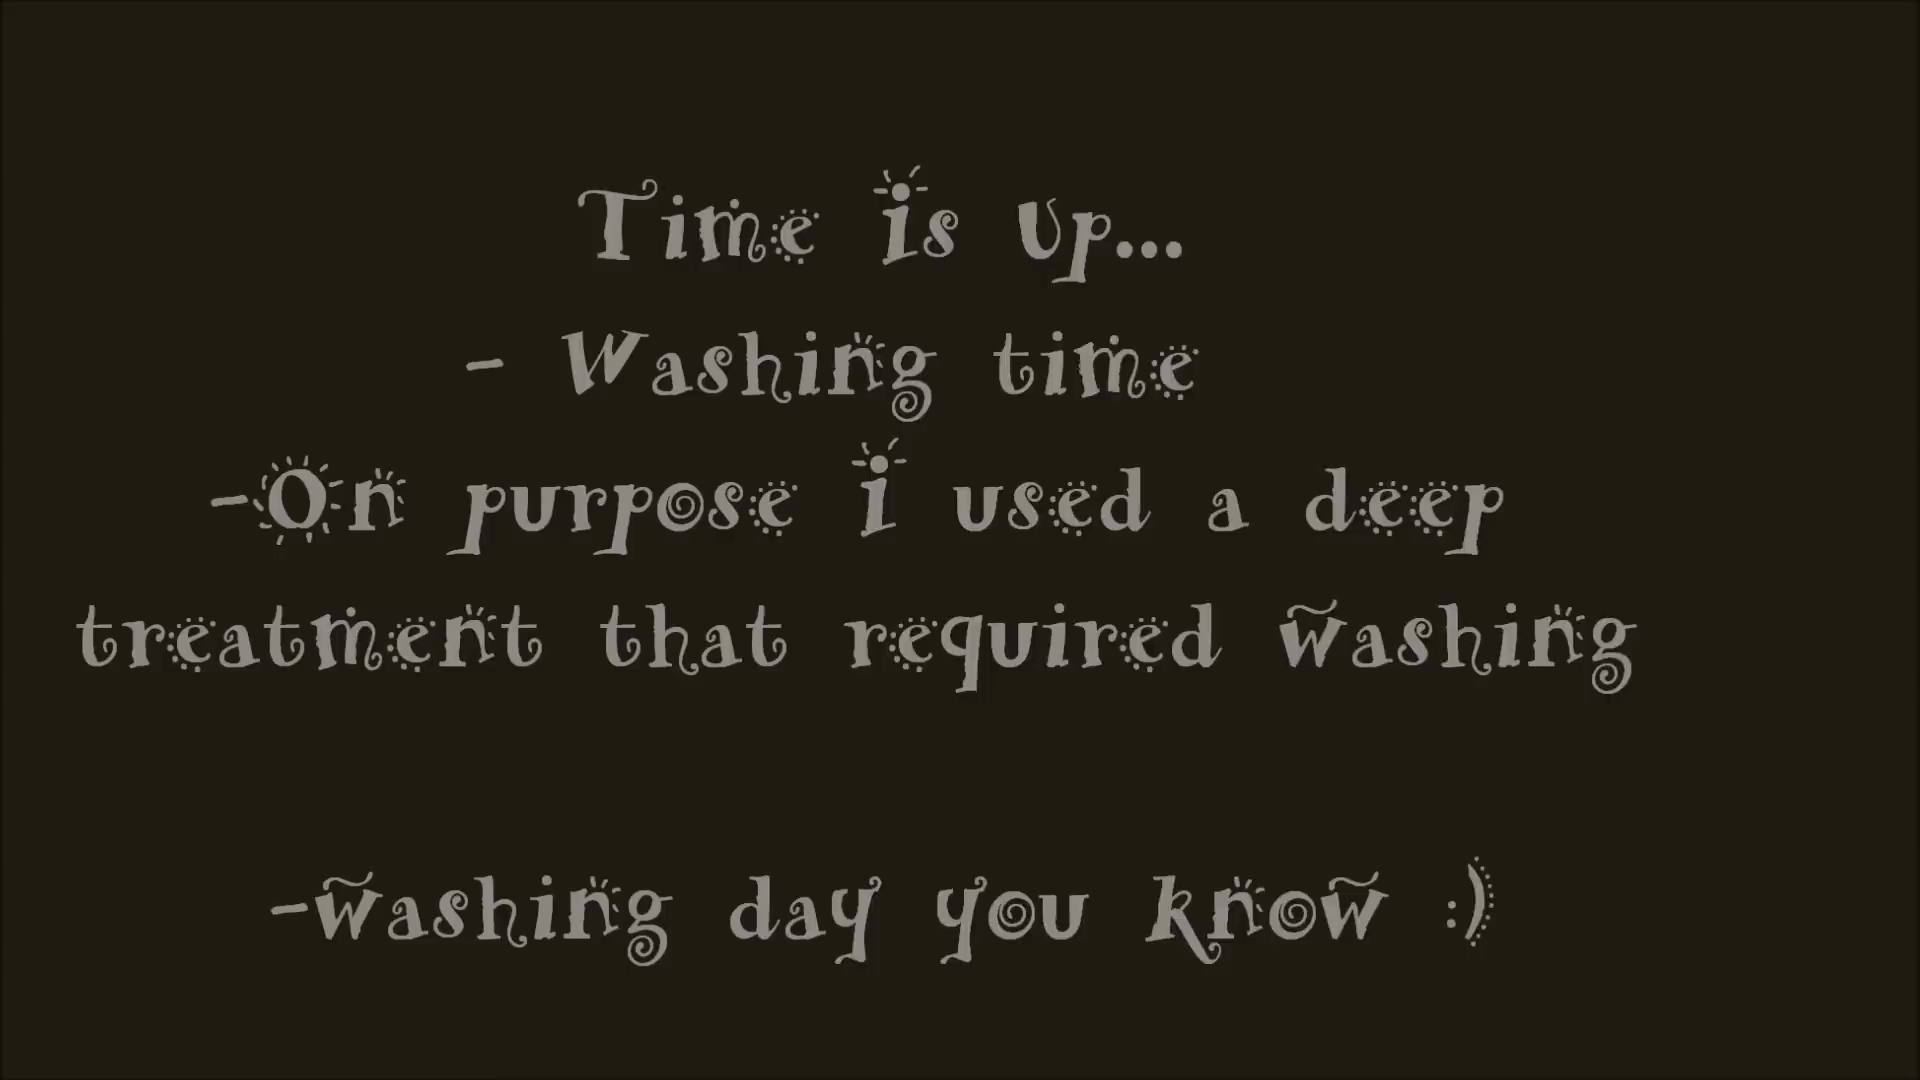 Time is up...
- Washing time
-On purpose i used a deep
treatment that required washing
-washing day you know :)